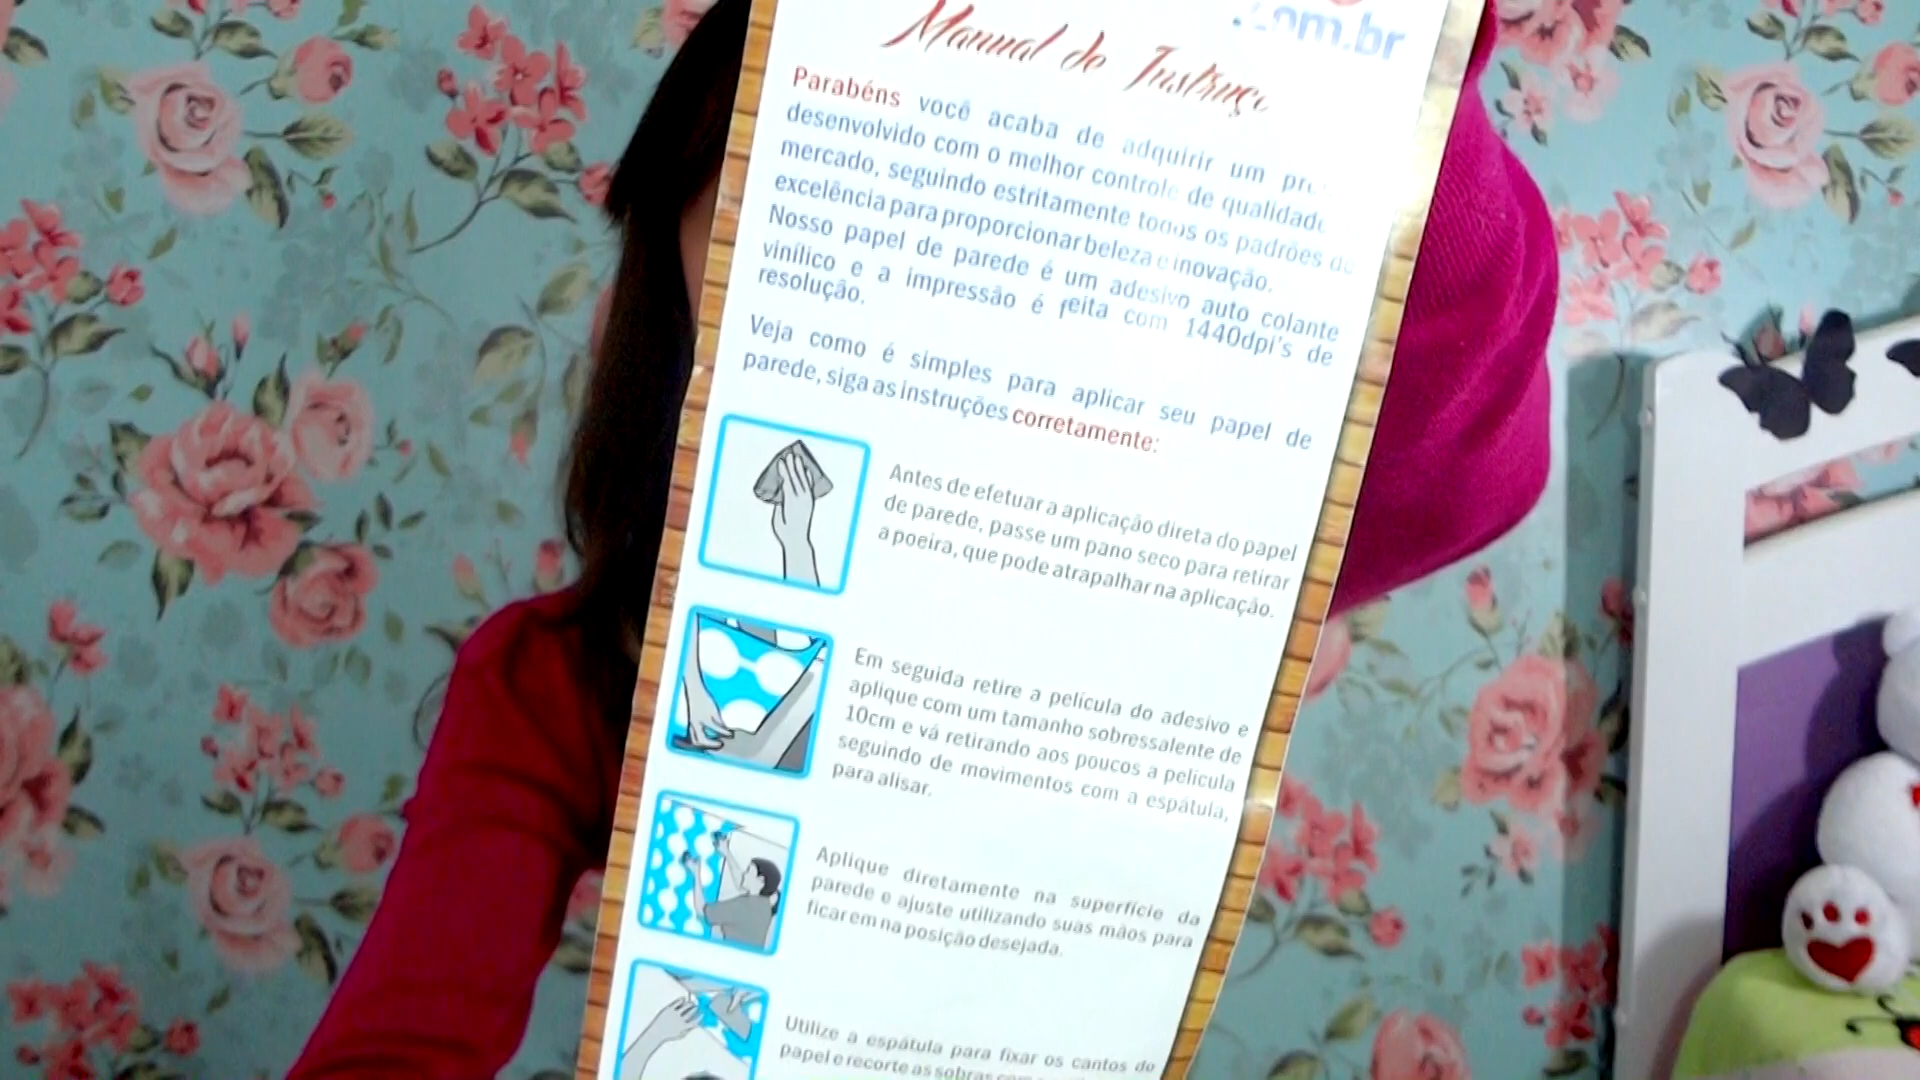 .com.br
Manual de Instruç
Parabéns você acaba de adquirir um
desenvolvido com o melhor controle de qualidade
mercado, seguindo estritamente todos os padrões de
excelência para proporcionar beleza e inovação.
Nosso papel de parede é um adesivo auto colante
vinílico e a impressão é feita com 1440dpi's de
resolução.
Veja como é simples para aplicar seu papel de
parede, siga as instruções corretamente:
Antes de efetuar a aplicação direta do papel
de parede, passe um pano seco para retirar
a poeira, que pode atrapalhar na aplicação.
Em seguida retire a película do adesivo e
aplique com um tamanho sobressalente de
10cm e vá retirando aos poucos a película
seguindo de movimentos com a espátula,
para alisar.
Aplique diretamente na superfície da
parede e ajuste utilizando suas mãos para
ficarem na posição desejada.
Utilize a espátula para fixar os cantos do
papel e recorte as sobras